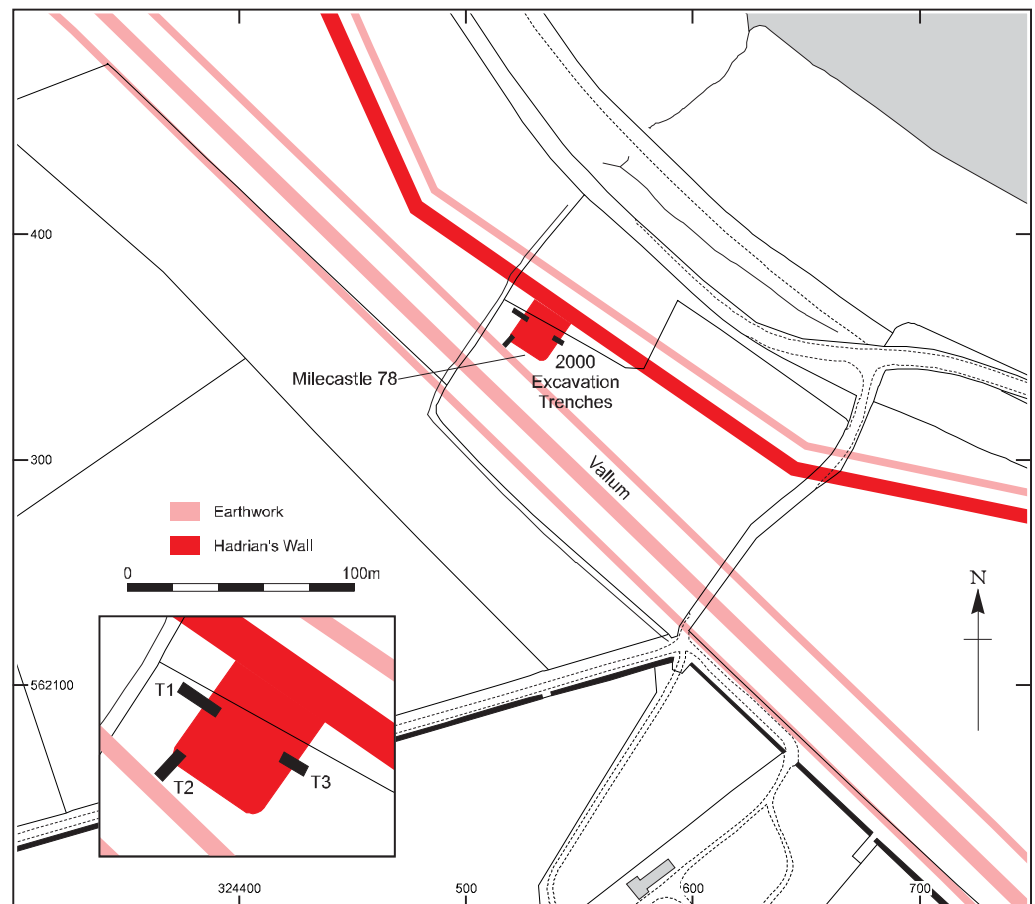 400
Milecastle 78
2000
Excavation
Trenches
300
Vallum
Earthwork
Hadrian's Wall
0 100m
N
562100
T1
T2
T3
324400 500 600 700